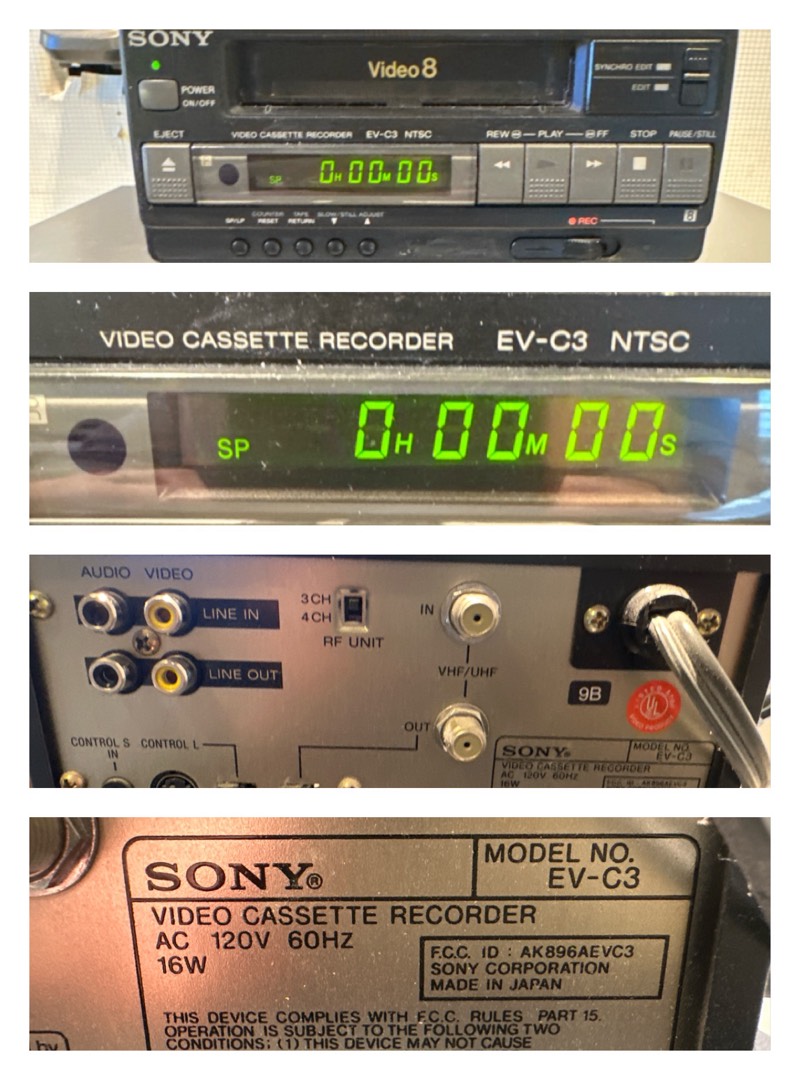 SONY
Video 8
SYNCHRO EDIT
EDIT
POWER
ON/OFF
EJECT
VIDEO CASSETTE RECORDER EV-C3 NTSC
REW PLAY FF STOP PAUSE/STILL
SP 0H 00M 00S
SP/LP COUNTER RESET TAPE RETURN SLOW/STILL ADJUST
REC
8
VIDEO CASSETTE RECORDER EV-C3 NTSC
R
SP 0H 00M 00S
AUDIO VIDEO
LINE IN
3CH
4CH
RF UNIT
IN
LINE OUT
VHF/UHF
9B
UL
OUT
CONTROL S IN
CONTROL L
SONY®
MODEL NO.
EV-C3
VIDEO CASSETTE RECORDER
AC 120V 60HZ
16W
F.C.C. ID : AK896AEVC3
SONY®
MODEL NO.
EV-C3
VIDEO CASSETTE RECORDER
AC 120V 60HZ
16W
F.C.C. ID : AK896AEVC3
SONY CORPORATION
MADE IN JAPAN
THIS DEVICE COMPLIES WITH F.C.C. RULES PART 15.
OPERATION IS SUBJECT TO THE FOLLOWING TWO
CONDITIONS; (1) THIS DEVICE MAY NOT CAUSE
by